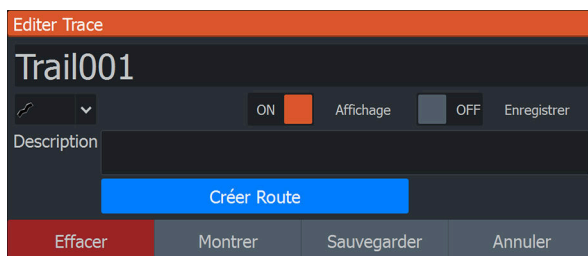 Editer Trace
Trail001
ON Affichage OFF Enregistrer
Description
Créer Route
Effacer Montrer Sauvegarder Annuler